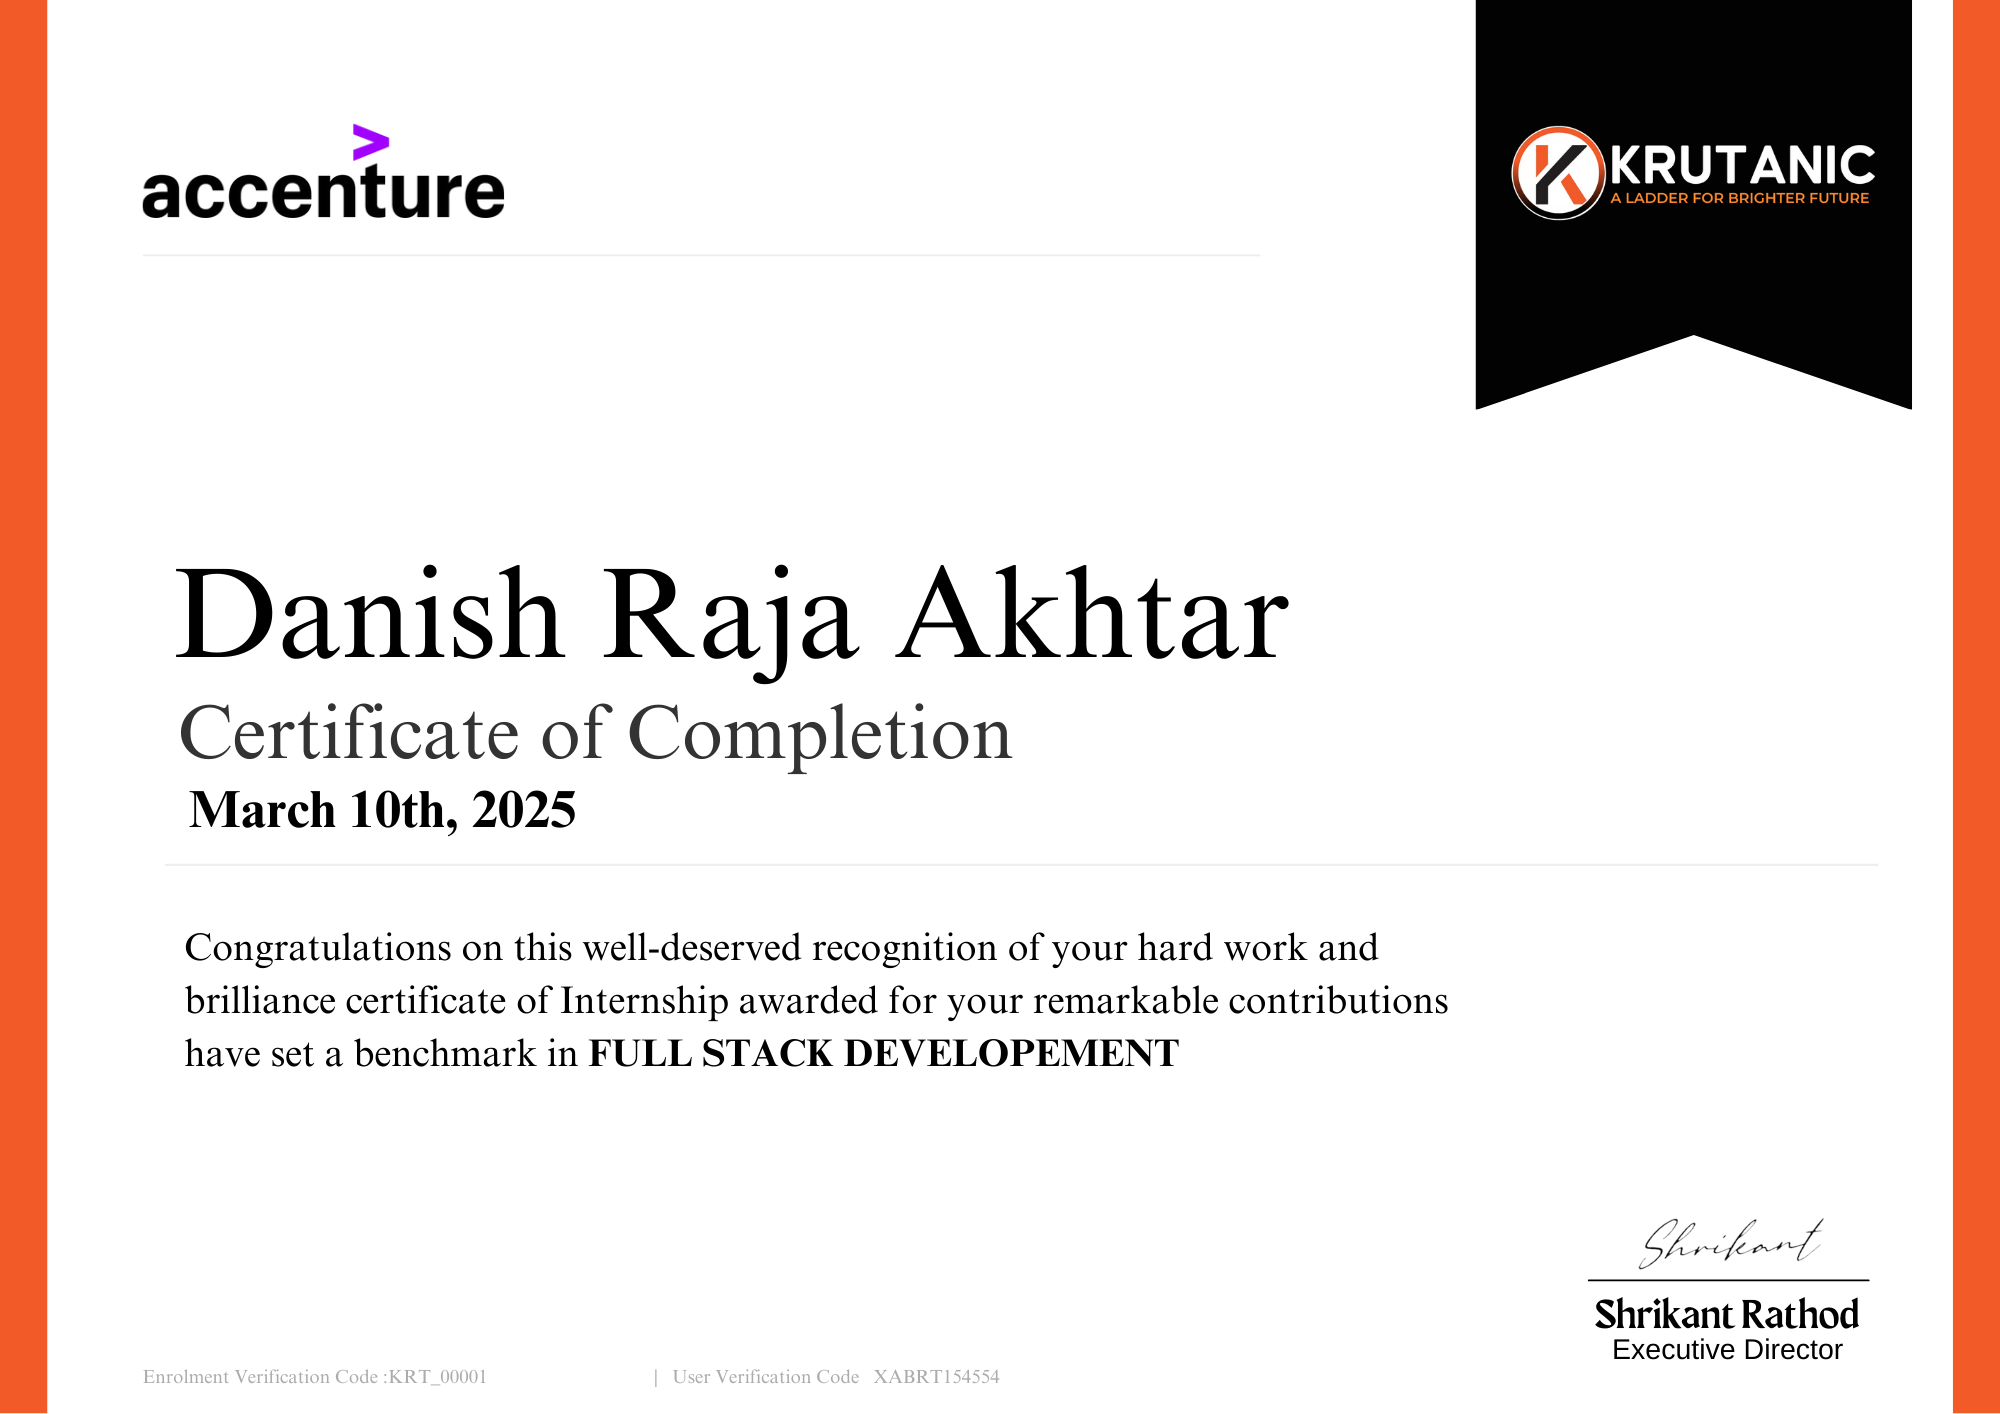 accenture
KRUTANIC
A LADDER FOR BRIGHTER FUTURE
Danish Raja Akhtar
Certificate of Completion
March 10th, 2025
Congratulations on this well-deserved recognition of your hard work and
brilliance certificate of Internship awarded for your remarkable contributions
have set a benchmark in FULL STACK DEVELOPEMENT
Shrikant
Shrikant Rathod
Executive Director
Enrolment Verification Code :KRT_00001 | User Verification Code XABRT154554